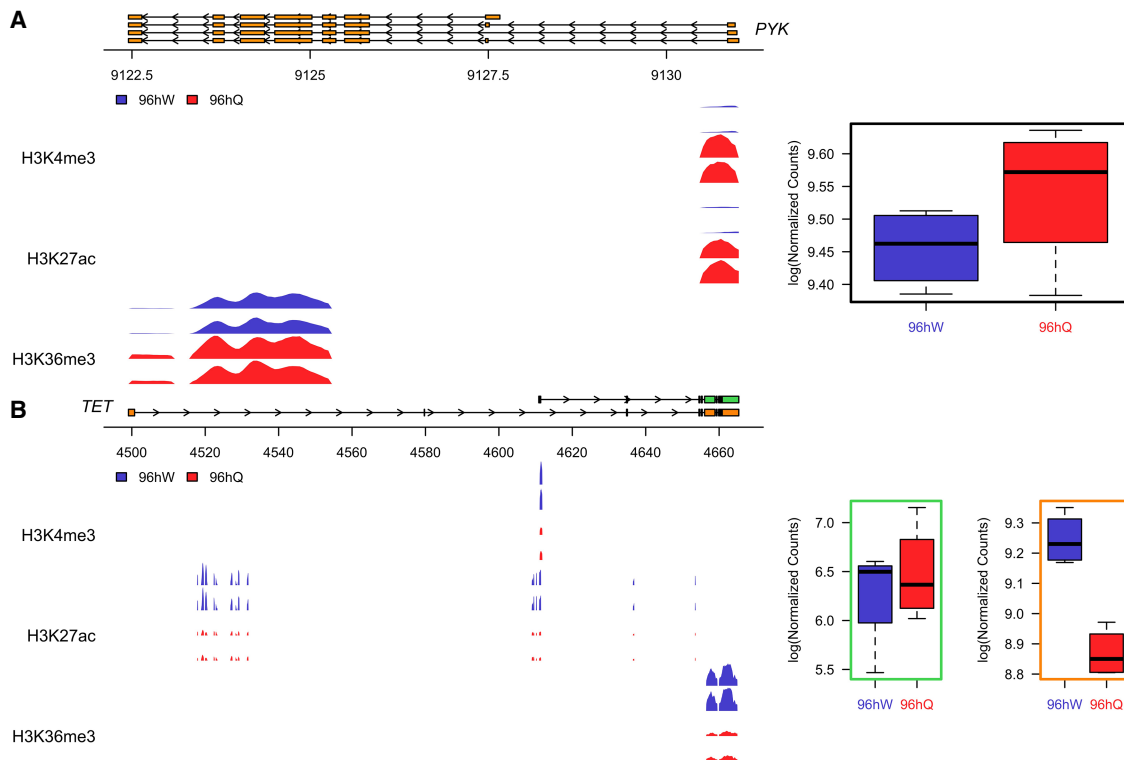 A
PYK
9122.5 9125 9127.5 9130
96hW 96hQ
H3K4me3
H3K27ac
H3K36me3
log(Normalized Counts)
9.60
9.55
9.50
9.45
9.40
96hW 96hQ
B
TET
4500 4520 4540 4560 4580 4600 4620 4640 4660
96hW 96hQ
H3K4me3
H3K27ac
H3K36me3
log(Normalized Counts)
7.0
6.5
6.0
5.5
96hW 96hQ
log(Normalized Counts)
9.3
9.2
9.1
9.0
8.9
8.8
96hW 96hQ